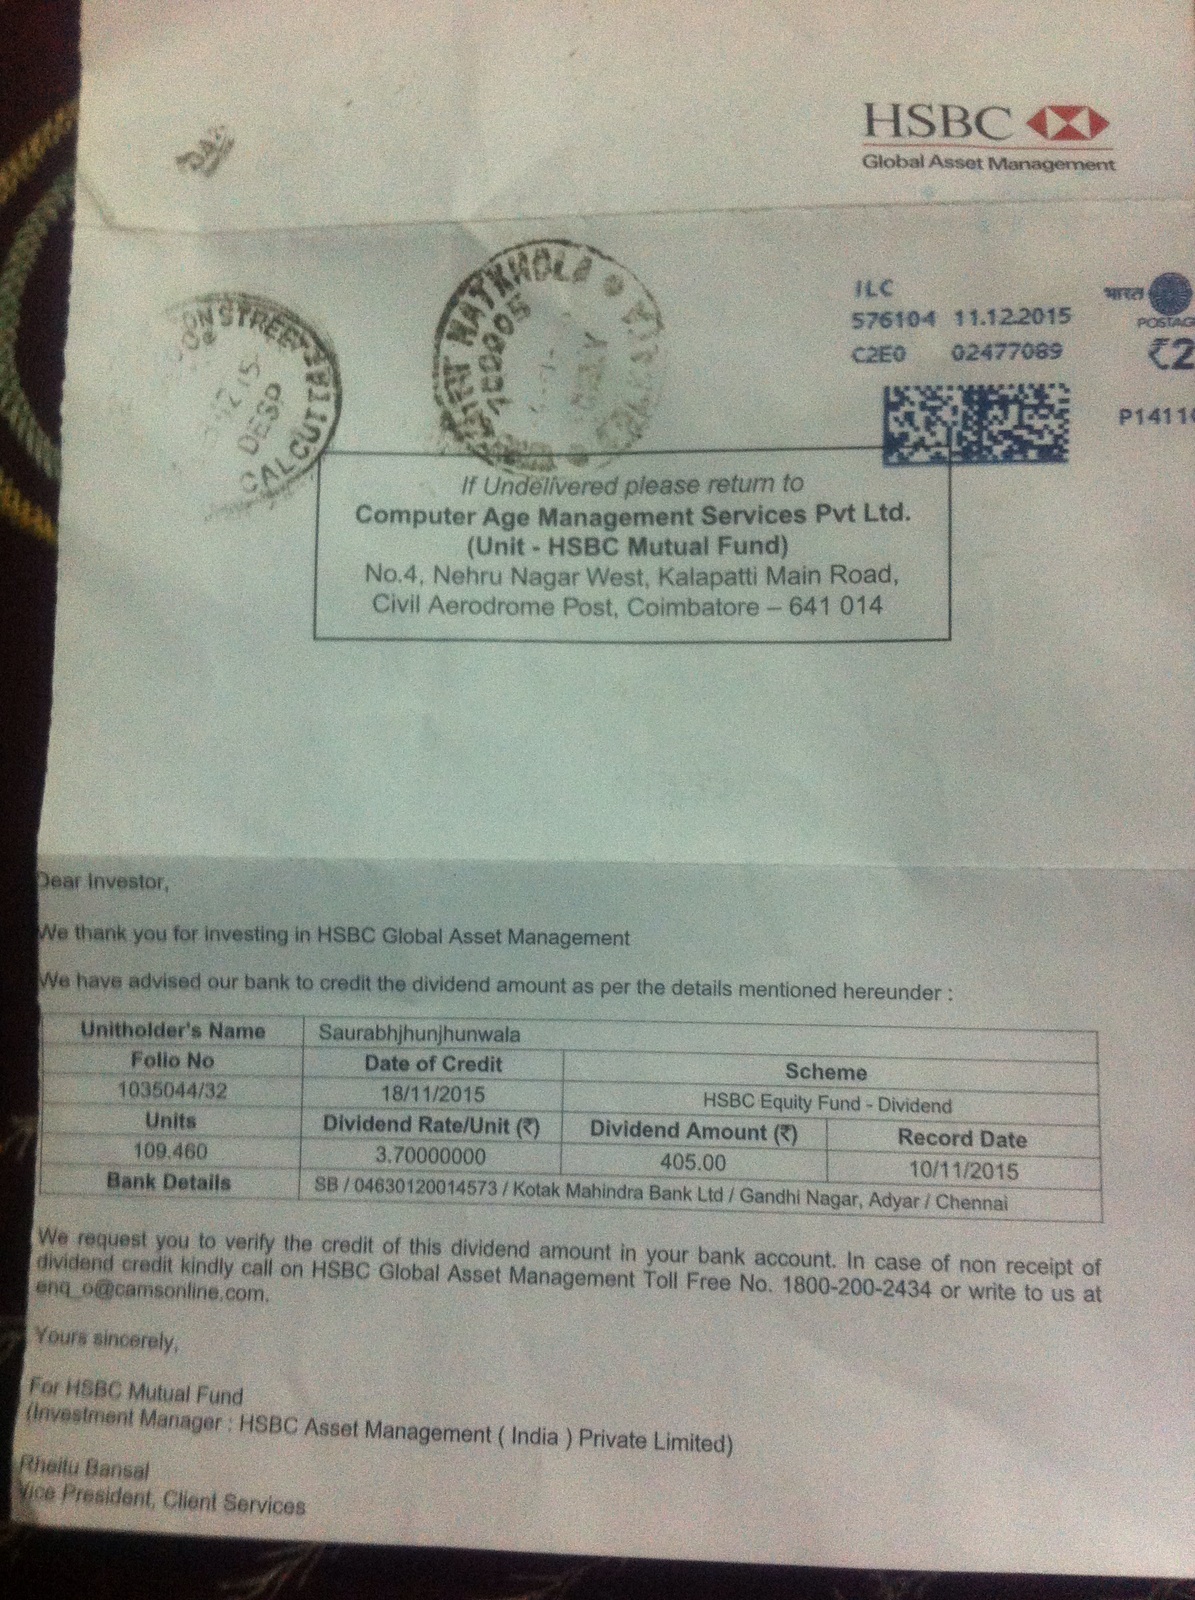 HSBC
Global Asset Management
ILC
576104 11.12.2015
C2E0 02477089
भारत
POSTAG
₹2
P1411
ON STREET
DESP
CALCUTTA
HATKHOLA
700005
If Undelivered please return to
Computer Age Management Services Pvt Ltd.
(Unit - HSBC Mutual Fund)
No.4, Nehru Nagar West, Kalapatti Main Road,
Civil Aerodrome Post, Coimbatore – 641 014
Dear Investor,
We thank you for investing in HSBC Global Asset Management
We have advised our bank to credit the dividend amount as per the details mentioned hereunder :
Unitholder's Name Saurabhjhunjhunwala
Folio No Date of Credit Scheme
1035044/32 18/11/2015 HSBC Equity Fund - Dividend
Units Dividend Rate/Unit (₹) Dividend Amount (₹) Record Date
109.460 3.70000000 405.00 10/11/2015
Bank Details SB / 04630120014573 / Kotak Mahindra Bank Ltd / Gandhi Nagar, Adyar / Chennai
We request you to verify the credit of this dividend amount in your bank account. In case of non receipt of
dividend credit kindly call on HSBC Global Asset Management Toll Free No. 1800-200-2434 or write to us at
enq_o@camsonline.com.
Yours sincerely,
For HSBC Mutual Fund
(Investment Manager : HSBC Asset Management ( India ) Private Limited)
Rheitu Bansal
Vice President, Client Services